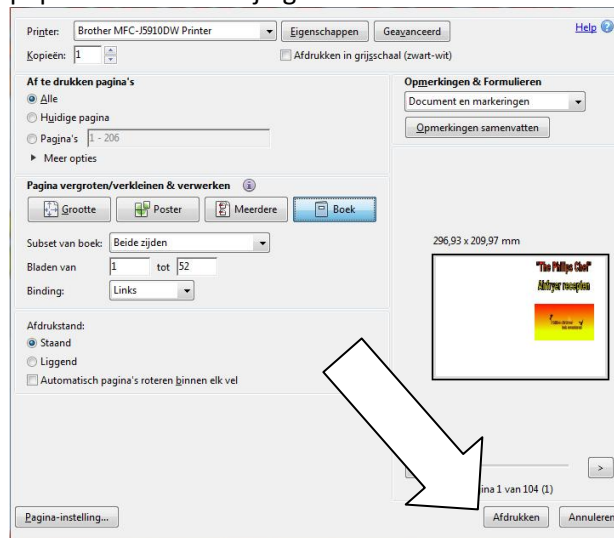 Printer: Brother MFC-J5910DW Printer Eigenschappen Geavanceerd Help
Kopieën: 1 Afdrukken in grijsschaal (zwart-wit)
Af te drukken pagina's
Alle
Huidige pagina
Pagina's 1 - 206
Meer opties
Opmerkingen & Formulieren
Document en markeringen
Opmerkingen samenvatten
Pagina vergroten/verkleinen & verwerken
Grootte Poster Meerdere Boek
Subset van boek: Beide zijden
Bladen van 1 tot 52
Binding: Links
Afdrukstand:
Staand
Liggend
Automatisch pagina's roteren binnen elk vel
296,93 x 209,97 mm
"The Philips Chef"
Airfryer recepten
>
ina 1 van 104 (1)
Pagina-instelling... Afdrukken Annuleren